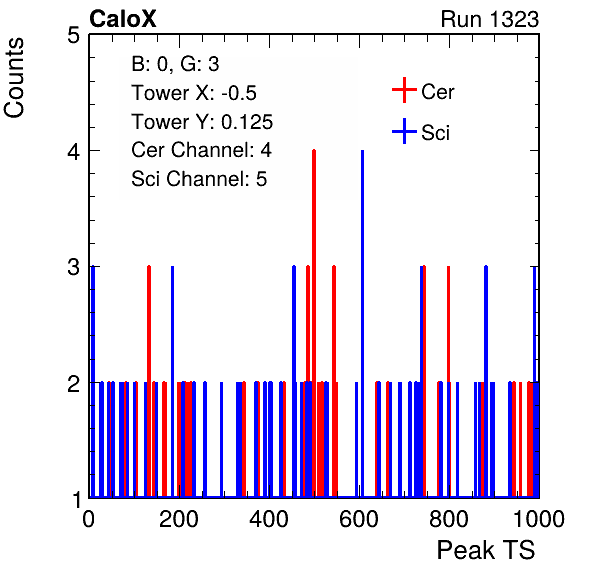 CaloX Run 1323
Counts
5
4
3
2
1
B: 0, G: 3
Tower X: -0.5
Tower Y: 0.125
Cer Channel: 4
Sci Channel: 5
Cer
Sci
0 200 400 600 800 1000
Peak TS